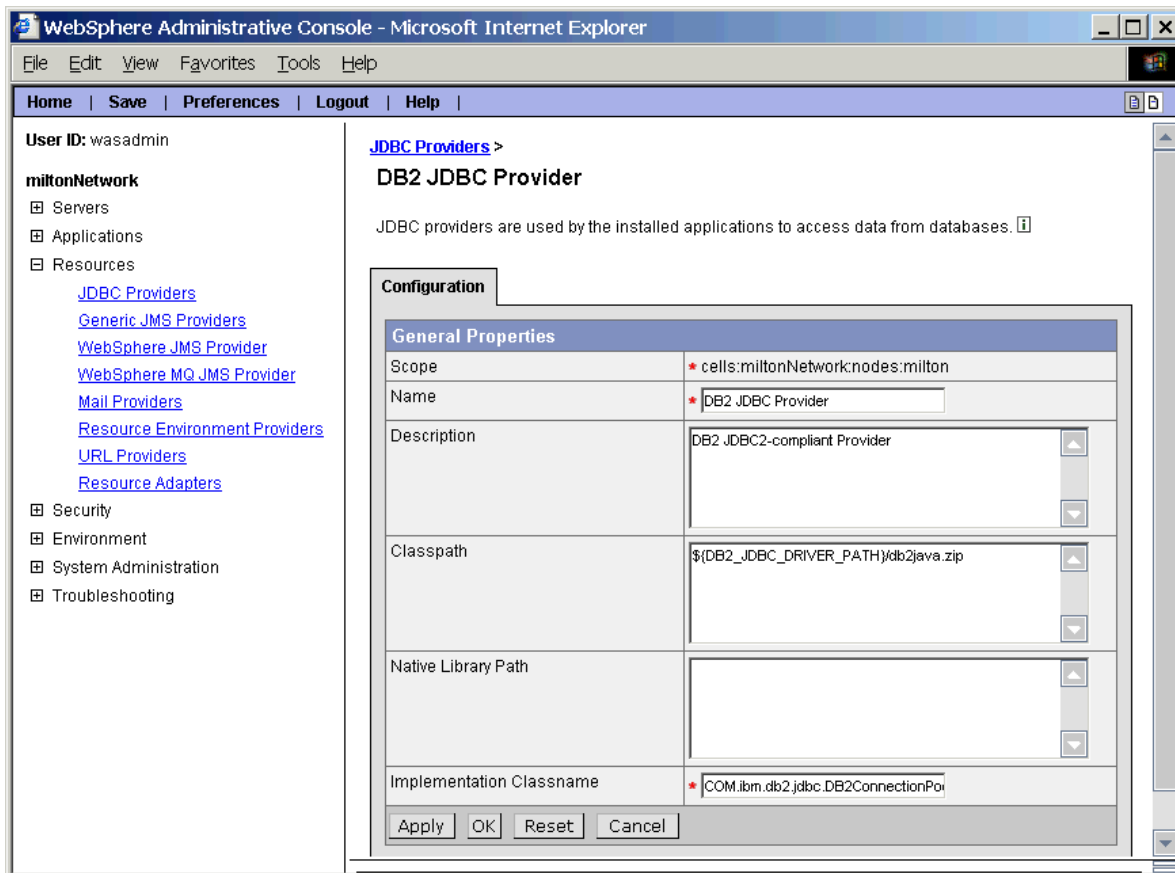 WebSphere Administrative Console - Microsoft Internet Explorer
File Edit View Favorites Tools Help
Home | Save | Preferences | Logout | Help |
User ID: wasadmin
miltonNetwork
Servers
Applications
Resources
JDBC Providers
Generic JMS Providers
WebSphere JMS Provider
WebSphere MQ JMS Provider
Mail Providers
Resource Environment Providers
URL Providers
Resource Adapters
Security
Environment
System Administration
Troubleshooting
JDBC Providers >
DB2 JDBC Provider
JDBC providers are used by the installed applications to access data from databases. i
Configuration
General Properties
Scope * cells:miltonNetwork:nodes:milton
Name * DB2 JDBC Provider
Description DB2 JDBC2-compliant Provider
Classpath ${DB2_JDBC_DRIVER_PATH}/db2java.zip
Native Library Path
Implementation Classname * COM.ibm.db2.jdbc.DB2ConnectionPo
Apply OK Reset Cancel